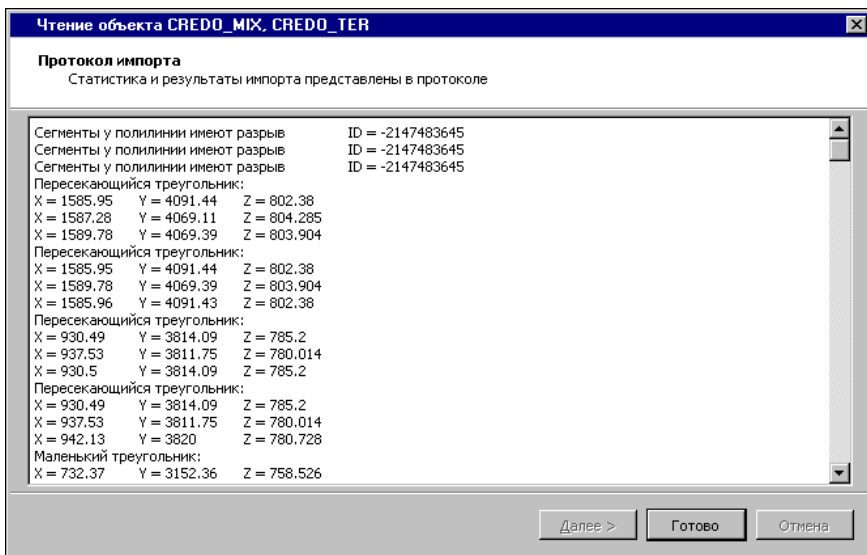 Чтение объекта CREDO_MIX, CREDO_TER
Протокол импорта
Статистика и результаты импорта представлены в протоколе
Сегменты у полилинии имеют разрыв ID = -2147483645
Сегменты у полилинии имеют разрыв ID = -2147483645
Сегменты у полилинии имеют разрыв ID = -2147483645
Пересекающийся треугольник:
X = 1585.95 Y = 4091.44 Z = 802.38
X = 1587.28 Y = 4069.11 Z = 804.285
X = 1589.78 Y = 4069.39 Z = 803.904
Пересекающийся треугольник:
X = 1585.95 Y = 4091.44 Z = 802.38
X = 1589.78 Y = 4069.39 Z = 803.904
X = 1585.96 Y = 4091.43 Z = 802.38
Пересекающийся треугольник:
X = 930.49 Y = 3814.09 Z = 785.2
X = 937.53 Y = 3811.75 Z = 780.014
X = 930.5 Y = 3814.09 Z = 785.2
Пересекающийся треугольник:
X = 930.49 Y = 3814.09 Z = 785.2
X = 937.53 Y = 3811.75 Z = 780.014
X = 942.13 Y = 3820 Z = 780.728
Маленький треугольник:
X = 732.37 Y = 3152.36 Z = 758.526
Далее > Готово Отмена